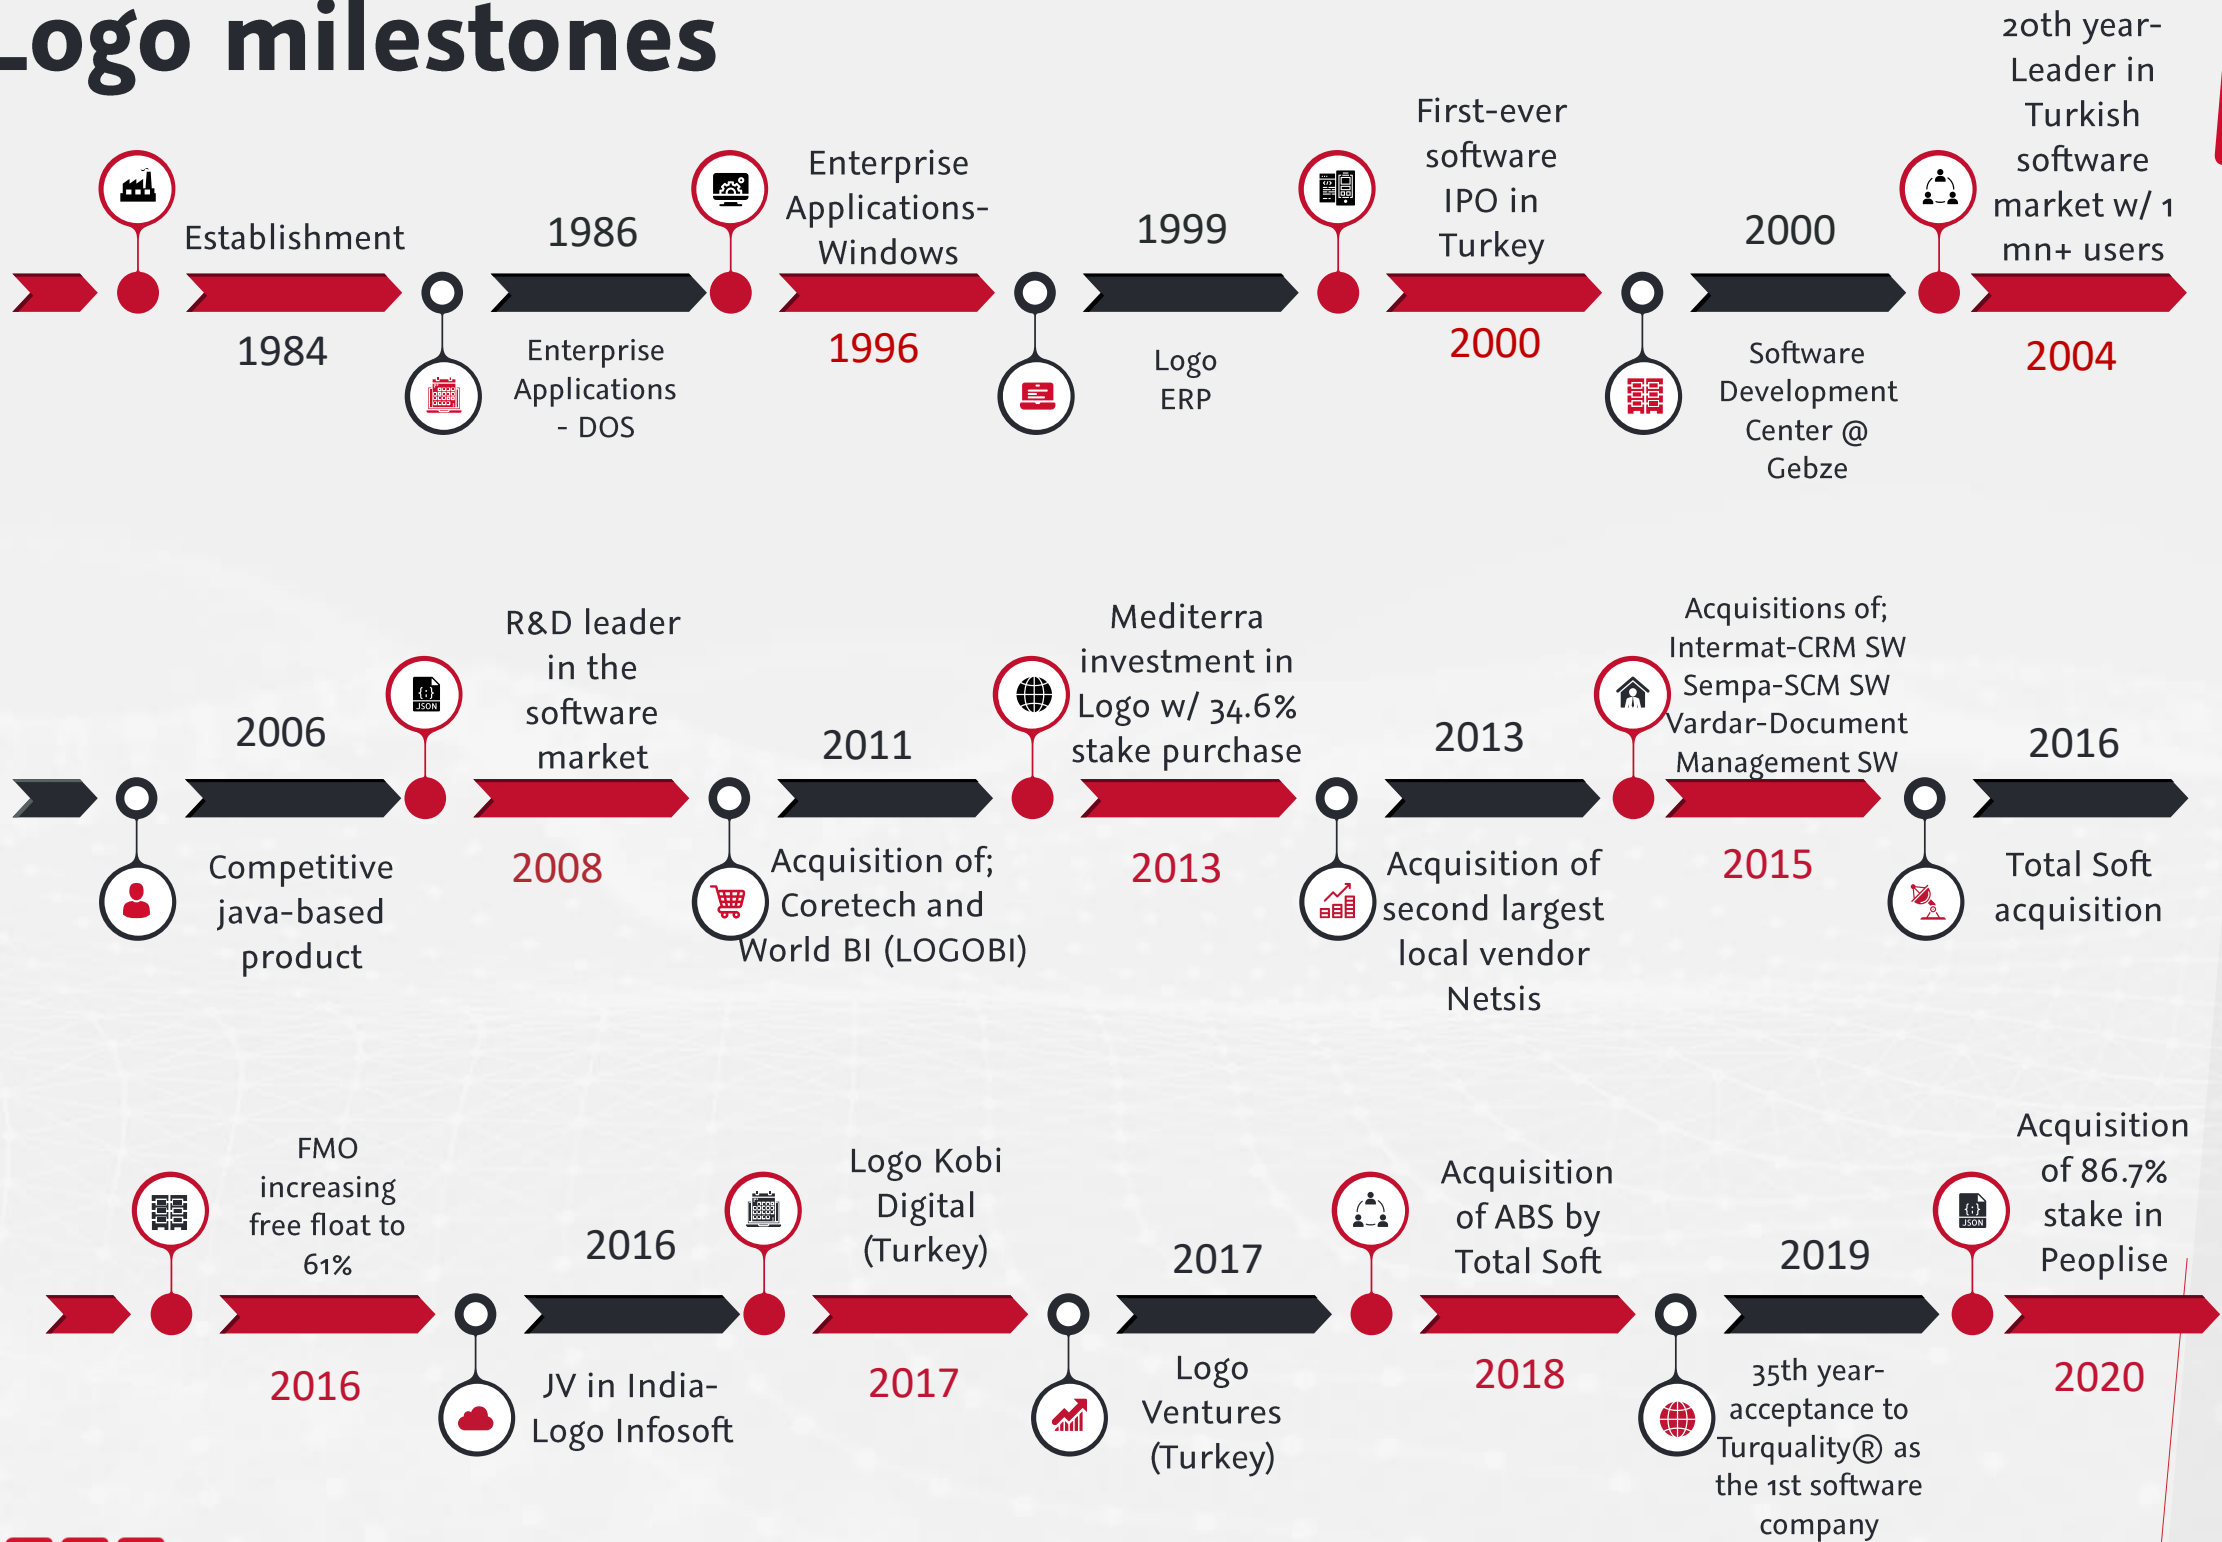 Logo milestones
Establishment
1984
1986
Enterprise
Applications
- DOS
Enterprise
Applications-
Windows
1996
1999
Logo
ERP
First-ever
software
IPO in
Turkey
2000
2000
Software
Development
Center @
Gebze
20th year-
Leader in
Turkish
software
market w/ 1
mn+ users
2004
2006
Competitive
java-based
product
{;}
JSON
R&D leader
in the
software
market
2008
2011
Acquisition of;
Coretech and
World BI (LOGOBI)
Mediterra
investment in
Logo w/ 34.6%
stake purchase
2013
2013
Acquisition of
second largest
local vendor
Netsis
Acquisitions of;
Intermat-CRM SW
Sempa-SCM SW
Vardar-Document
Management SW
2015
2016
Total Soft
acquisition
FMO
increasing
free float to
61%
2016
2016
JV in India-
Logo Infosoft
Logo Kobi
Digital
(Turkey)
2017
2017
Logo
Ventures
(Turkey)
Acquisition
of ABS by
Total Soft
2018
2019
35th year-
acceptance to
Turquality® as
the 1st software
company
{;}
JSON
Acquisition
of 86.7%
stake in
Peoplise
2020